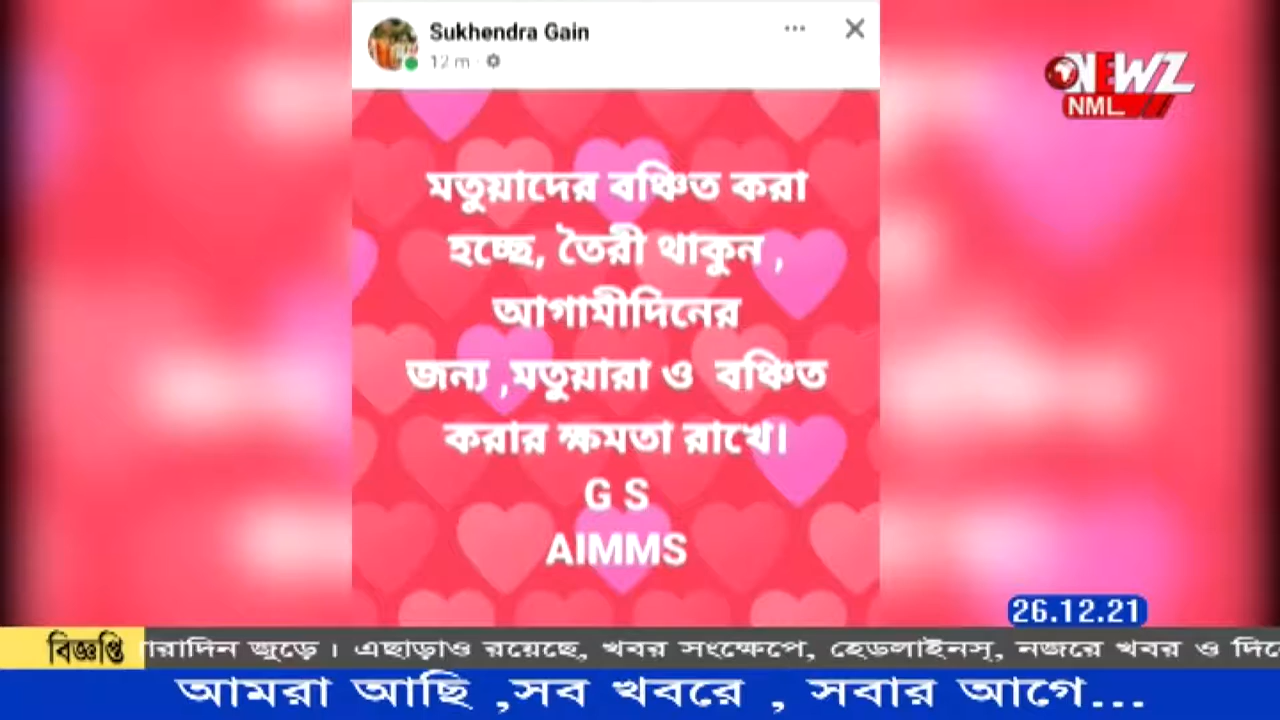 Sukhendra Gain
12 m
NEWZ
NML
মতুয়াদের বঞ্চিত করা
হচ্ছে, তৈরী থাকুন ,
আগামীদিনের
জন্য ,মতুয়ারা ও বঞ্চিত
করার ক্ষমতা রাখে।
G S
AIMMS
26.12.21
বিজ্ঞপ্তি
জুড়ে । এছাড়াও রয়েছে, খবর সংক্ষেপে, হেডলাইনস্, নজরে খবর ও
আমরা আছি ,সব খবরে , সবার আগে...